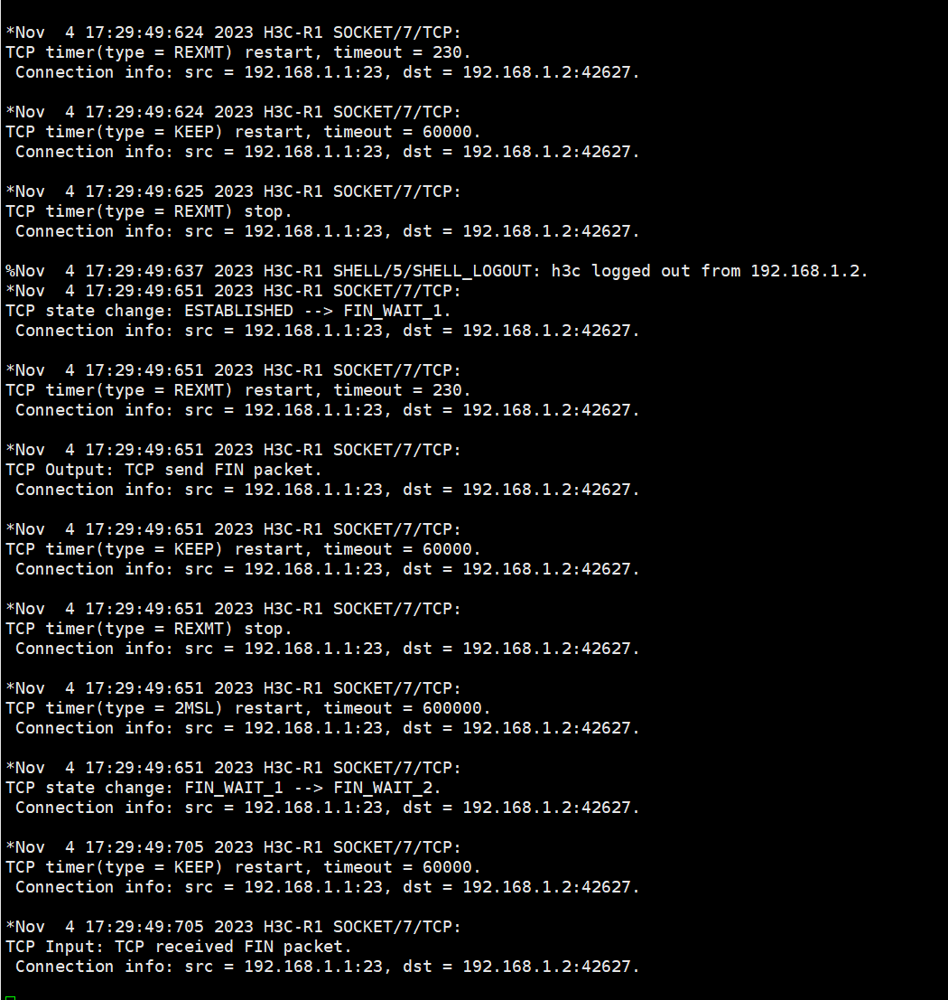 *Nov  4 17:29:49:624 2023 H3C-R1 SOCKET/7/TCP:
TCP timer(type = REXMT) restart, timeout = 230.
 Connection info: src = 192.168.1.1:23, dst = 192.168.1.2:42627.

*Nov  4 17:29:49:624 2023 H3C-R1 SOCKET/7/TCP:
TCP timer(type = KEEP) restart, timeout = 60000.
 Connection info: src = 192.168.1.1:23, dst = 192.168.1.2:42627.

*Nov  4 17:29:49:625 2023 H3C-R1 SOCKET/7/TCP:
TCP timer(type = REXMT) stop.
 Connection info: src = 192.168.1.1:23, dst = 192.168.1.2:42627.

%Nov  4 17:29:49:637 2023 H3C-R1 SHELL/5/SHELL_LOGOUT: h3c logged out from 192.168.1.2.
*Nov  4 17:29:49:651 2023 H3C-R1 SOCKET/7/TCP:
TCP state change: ESTABLISHED --> FIN_WAIT_1.
 Connection info: src = 192.168.1.1:23, dst = 192.168.1.2:42627.

*Nov  4 17:29:49:651 2023 H3C-R1 SOCKET/7/TCP:
TCP timer(type = REXMT) restart, timeout = 230.
 Connection info: src = 192.168.1.1:23, dst = 192.168.1.2:42627.

*Nov  4 17:29:49:651 2023 H3C-R1 SOCKET/7/TCP:
TCP Output: TCP send FIN packet.
 Connection info: src = 192.168.1.1:23, dst = 192.168.1.2:42627.

*Nov  4 17:29:49:651 2023 H3C-R1 SOCKET/7/TCP:
TCP timer(type = KEEP) restart, timeout = 60000.
 Connection info: src = 192.168.1.1:23, dst = 192.168.1.2:42627.

*Nov  4 17:29:49:651 2023 H3C-R1 SOCKET/7/TCP:
TCP timer(type = REXMT) stop.
 Connection info: src = 192.168.1.1:23, dst = 192.168.1.2:42627.

*Nov  4 17:29:49:651 2023 H3C-R1 SOCKET/7/TCP:
TCP timer(type = 2MSL) restart, timeout = 600000.
 Connection info: src = 192.168.1.1:23, dst = 192.168.1.2:42627.

*Nov  4 17:29:49:651 2023 H3C-R1 SOCKET/7/TCP:
TCP state change: FIN_WAIT_1 --> FIN_WAIT_2.
 Connection info: src = 192.168.1.1:23, dst = 192.168.1.2:42627.

*Nov  4 17:29:49:705 2023 H3C-R1 SOCKET/7/TCP:
TCP timer(type = KEEP) restart, timeout = 60000.
 Connection info: src = 192.168.1.1:23, dst = 192.168.1.2:42627.

*Nov  4 17:29:49:705 2023 H3C-R1 SOCKET/7/TCP:
TCP Input: TCP received FIN packet.
 Connection info: src = 192.168.1.1:23, dst = 192.168.1.2:42627.